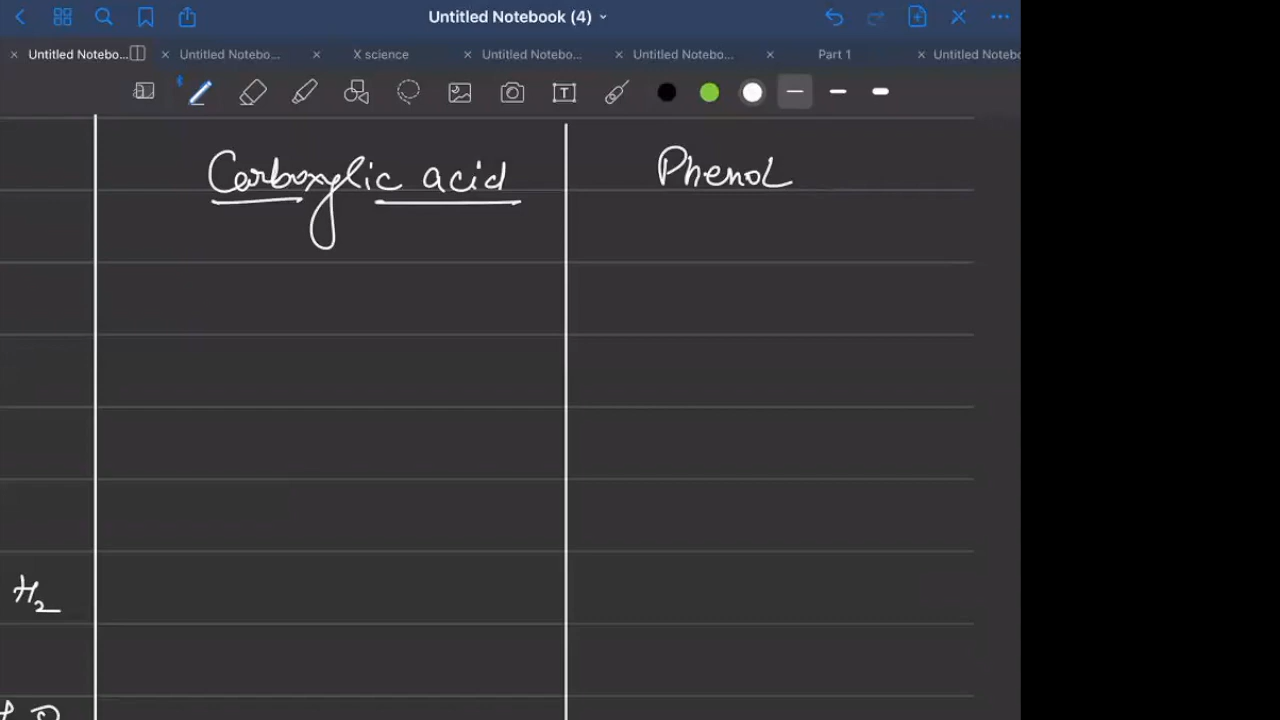 Untitled Notebook (4)
Untitled Notebo... Untitled Notebo... X science Untitled Notebo... Untitled Notebo... Part 1 Untitled Noteb
T
Carboxylic acid Phenol
H2